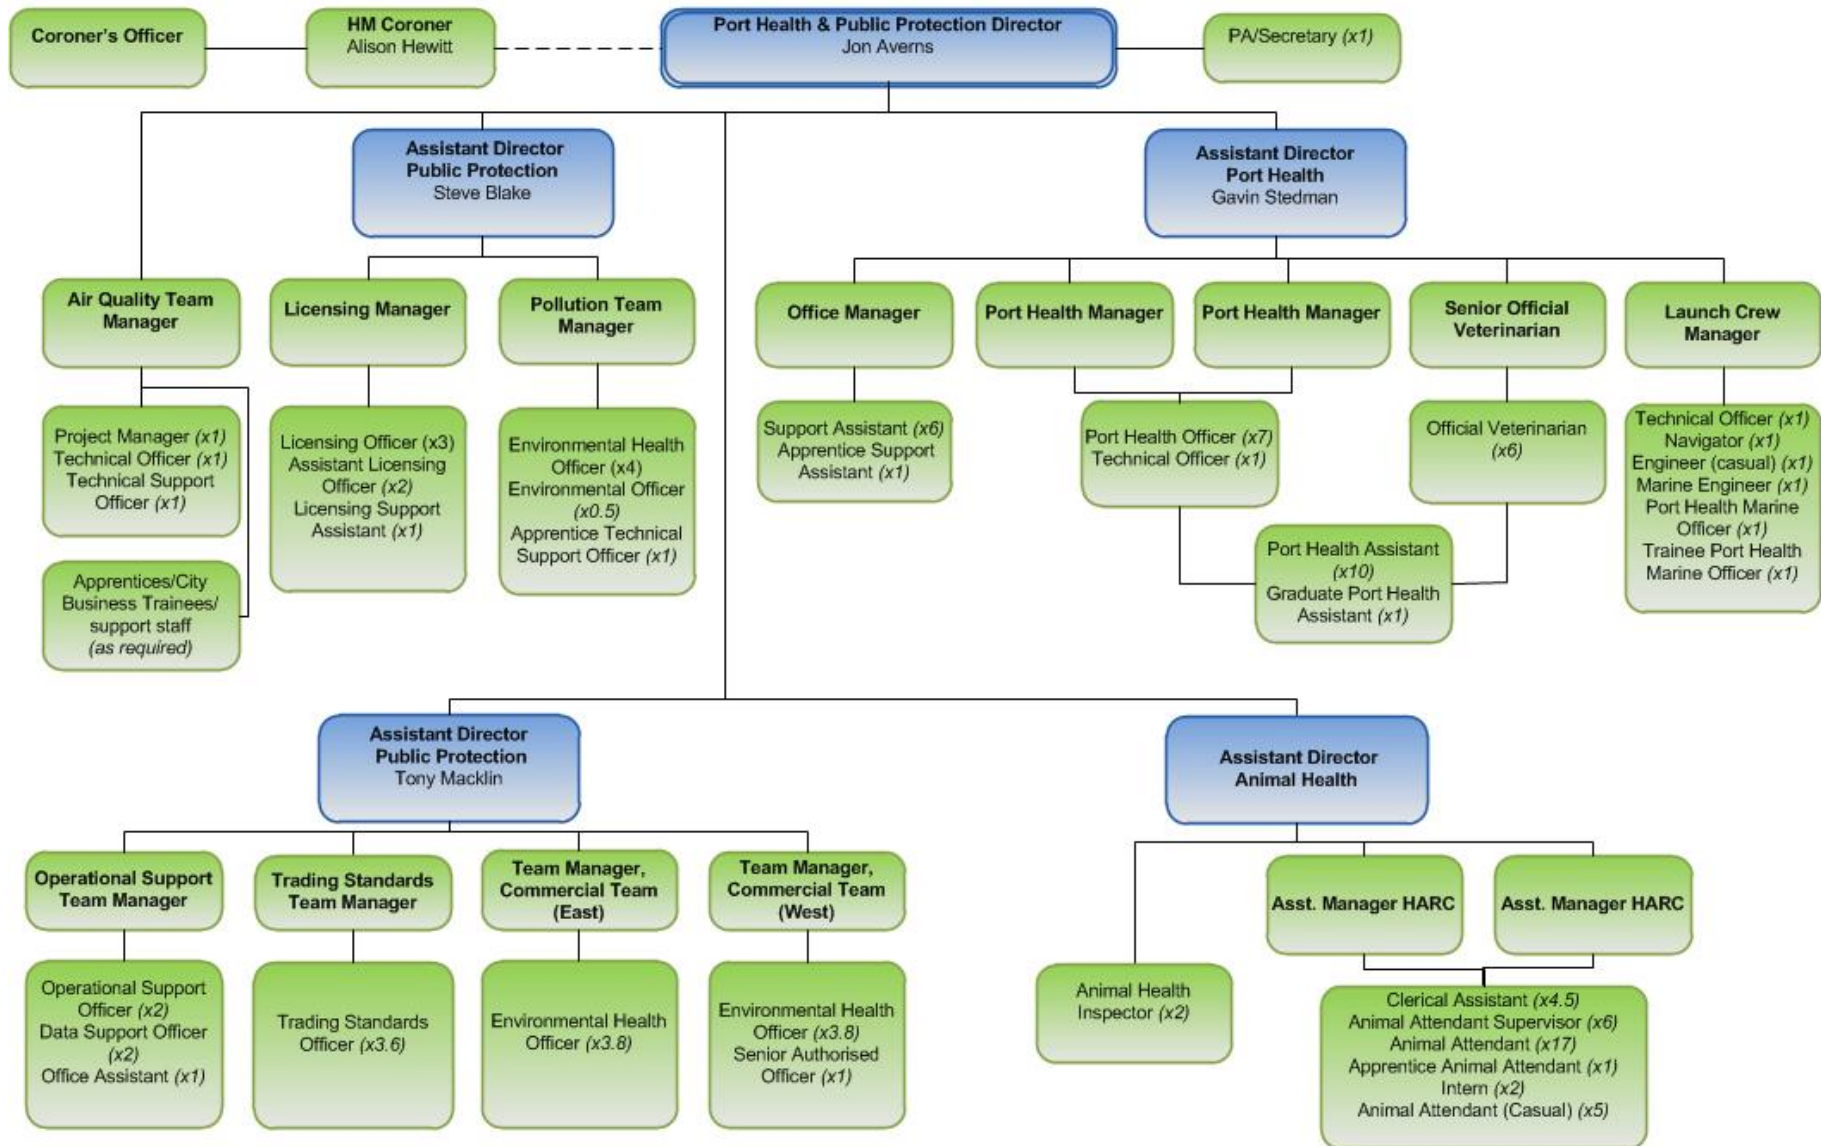 Coroner's Officer
HM Coroner
Alison Hewitt
Port Health & Public Protection Director
Jon Averns
PA/Secretary (x1)
Assistant Director
Public Protection
Steve Blake
Assistant Director
Port Health
Gavin Stedman
Air Quality Team
Manager
Licensing Manager
Pollution Team
Manager
Office Manager
Port Health Manager
Port Health Manager
Senior Official
Veterinarian
Launch Crew
Manager
Project Manager (x1)
Technical Officer (x1)
Technical Support
Officer (x1)
Apprentices/City
Business Trainees/
support staff
(as required)
Licensing Officer (x3)
Assistant Licensing
Officer (x2)
Licensing Support
Assistant (x1)
Environmental Health
Officer (x4)
Environmental Officer
(x0.5)
Apprentice Technical
Support Officer (x1)
Support Assistant (x6)
Apprentice Support
Assistant (x1)
Port Health Officer (x7)
Technical Officer (x1)
Official Veterinarian
(x6)
Port Health Assistant
(x10)
Graduate Port Health
Assistant (x1)
Technical Officer (x1)
Navigator (x1)
Engineer (casual) (x1)
Marine Engineer (x1)
Port Health Marine
Officer (x1)
Trainee Port Health
Marine Officer (x1)
Assistant Director
Public Protection
Tony Macklin
Assistant Director
Animal Health
Operational Support
Team Manager
Trading Standards
Team Manager
Team Manager,
Commercial Team
(East)
Team Manager,
Commercial Team
(West)
Asst. Manager HARC
Asst. Manager HARC
Operational Support
Officer (x2)
Data Support Officer
(x2)
Office Assistant (x1)
Trading Standards
Officer (x3.6)
Environmental Health
Officer (x3.8)
Environmental Health
Officer (x3.8)
Senior Authorised
Officer (x1)
Animal Health
Inspector (x2)
Clerical Assistant (x4.5)
Animal Attendant Supervisor (x6)
Animal Attendant (x17)
Apprentice Animal Attendant (x1)
Intern (x2)
Animal Attendant (Casual) (x5)